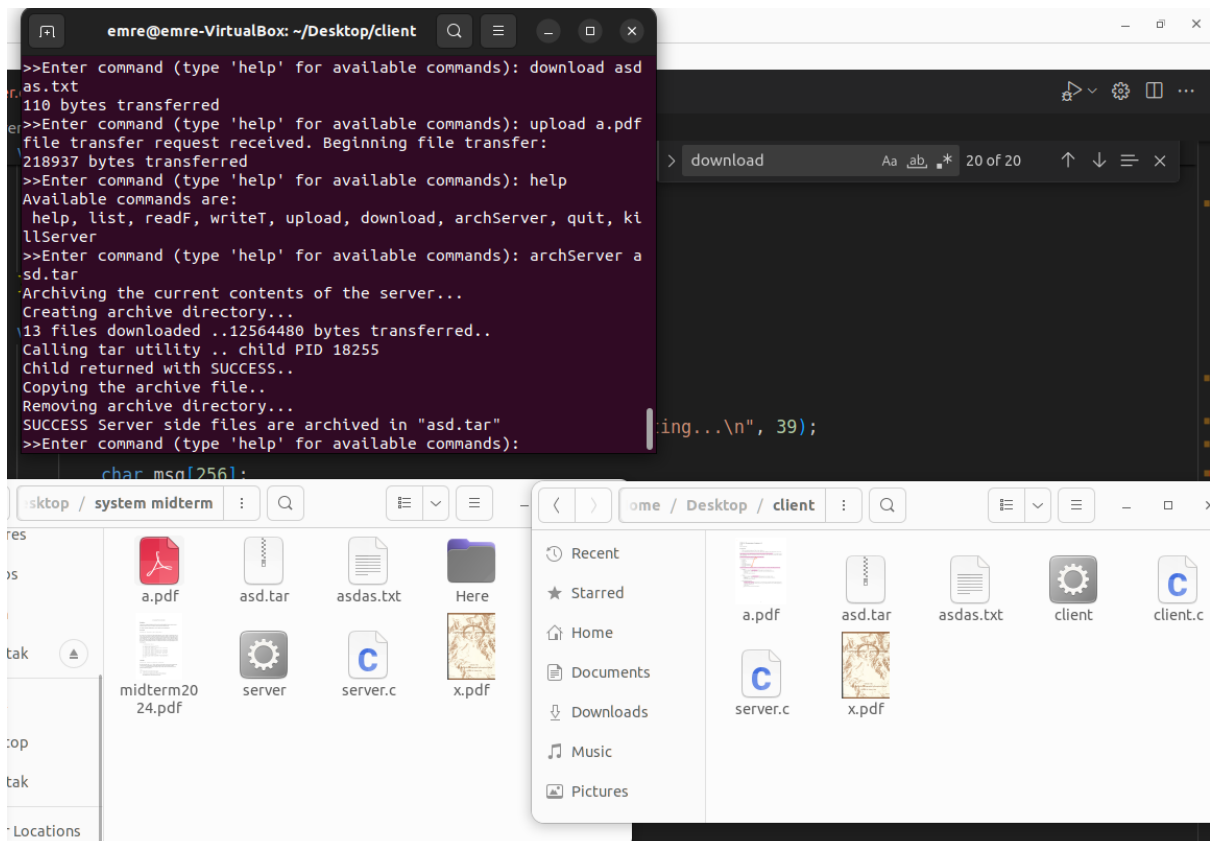 emre@emre-VirtualBox: ~/Desktop/client
>>Enter command (type 'help' for available commands): download asd
as.txt
110 bytes transferred
>>Enter command (type 'help' for available commands): upload a.pdf
file transfer request received. Beginning file transfer:
218937 bytes transferred
>>Enter command (type 'help' for available commands): help
Available commands are:
 help, list, readF, writeT, upload, download, archServer, quit, ki
llServer
>>Enter command (type 'help' for available commands): archServer a
sd.tar
Archiving the current contents of the server...
Creating archive directory...
13 files downloaded ..12564480 bytes transferred..
Calling tar utility .. child PID 18255
Child returned with SUCCESS..
Copying the archive file..
Removing archive directory...
SUCCESS Server side files are archived in "asd.tar"
>>Enter command (type 'help' for available commands):
download Aa ab 20 of 20
ing...\n", 39);
char msg[256];
sktop / system midterm
res
os
tak
top
tak
Locations
a.pdf
asd.tar
asdas.txt
Here
midterm20
24.pdf
server
server.c
x.pdf
ome / Desktop / client
Recent
Starred
Home
Documents
Downloads
Music
Pictures
a.pdf
asd.tar
asdas.txt
client
client.c
server.c
x.pdf